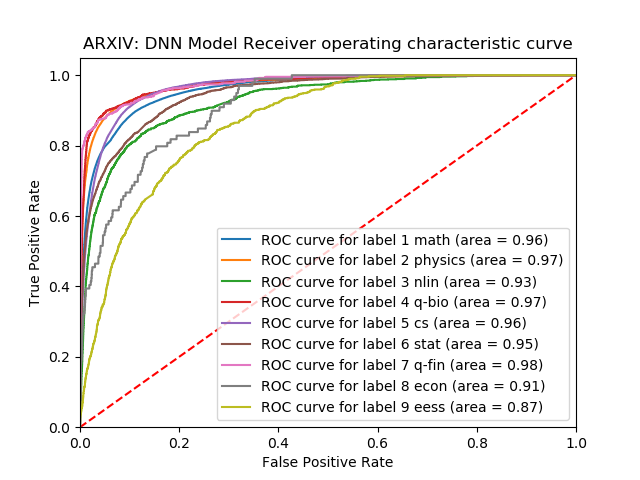 ARXIV: DNN Model Receiver operating characteristic curve
True Positive Rate
1.0
0.8
0.6
0.4
0.2
0.0
ROC curve for label 1 math (area = 0.96)
ROC curve for label 2 physics (area = 0.97)
ROC curve for label 3 nlin (area = 0.93)
ROC curve for label 4 q-bio (area = 0.97)
ROC curve for label 5 cs (area = 0.96)
ROC curve for label 6 stat (area = 0.95)
ROC curve for label 7 q-fin (area = 0.98)
ROC curve for label 8 econ (area = 0.91)
ROC curve for label 9 eess (area = 0.87)
0.0 0.2 0.4 0.6 0.8 1.0
False Positive Rate